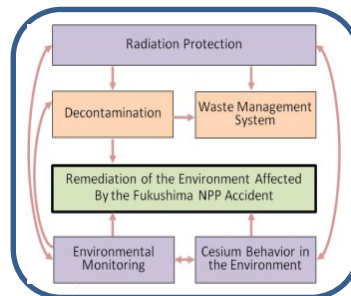 Radiation Protection
Decontamination
Waste Management
System
Remediation of the Environment Affected
By the Fukushima NPP Accident
Environmental
Monitoring
Cesium Behavior in
the Environment